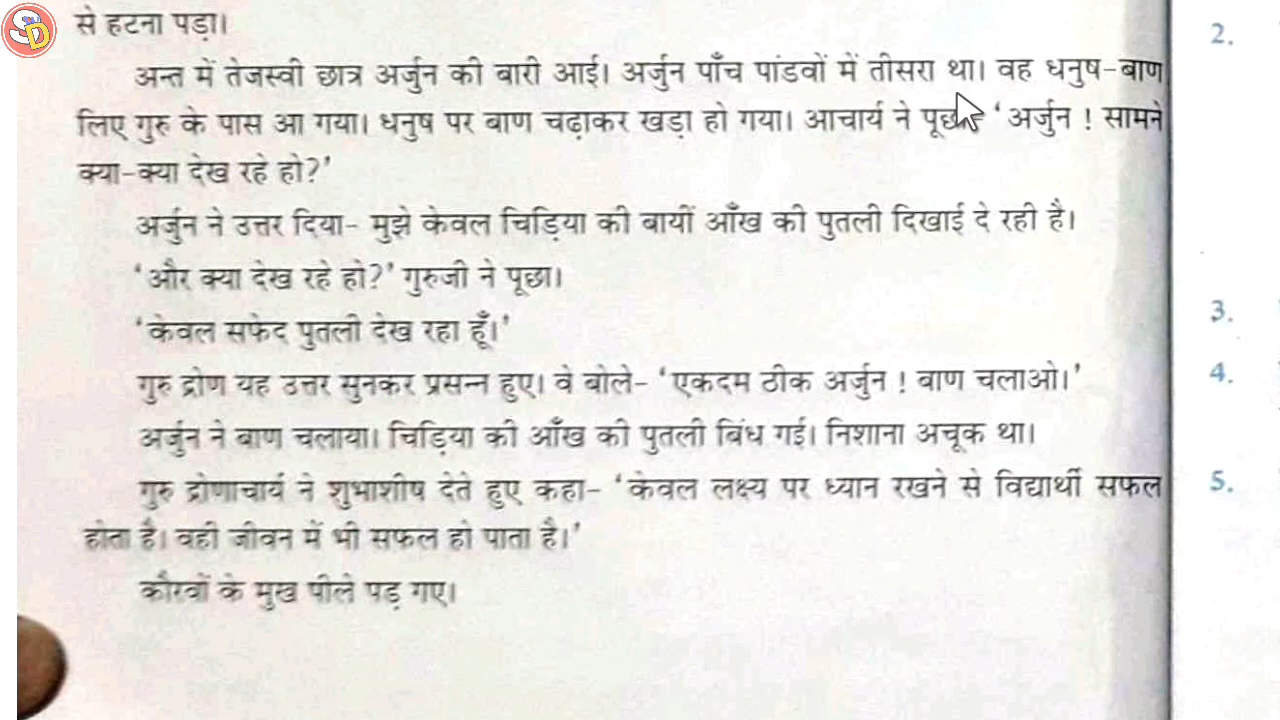 से हटना पड़ा।
अन्त में तेजस्वी छात्र अर्जुन की बारी आई। अर्जुन पाँच पांडवों में तीसरा था। वह धनुष-बाण
लिए गुरु के पास आ गया। धनुष पर बाण चढ़ाकर खड़ा हो गया। आचार्य ने ‘अर्जुन ! सामने
क्या-क्या देख रहे हो?’
अर्जुन ने उत्तर दिया- मुझे केवल चिड़िया की बायीं आँख की पुतली दिखाई दे रही है।
‘और क्या देख रहे हो?’ गुरुजी ने पूछा।
‘केवल सफेद पुतली देख रहा हूँ।’
गुरु द्रोण यह उत्तर सुनकर प्रसन्न हुए। वे बोले- ‘एकदम ठीक अर्जुन ! बाण चलाओ।’
अर्जुन ने बाण चलाया। चिड़िया की आँख की पुतली बिंध गई। निशाना अचूक था।
गुरु द्रोणाचार्य ने शुभाशीष देते हुए कहा- ‘केवल लक्ष्य पर ध्यान रखने से विद्यार्थी सफल
होता है। वही जीवन में भी सफल हो पाता है।’
कौरवों के मुख पीले पड़ गए।
2.
3.
4.
5.